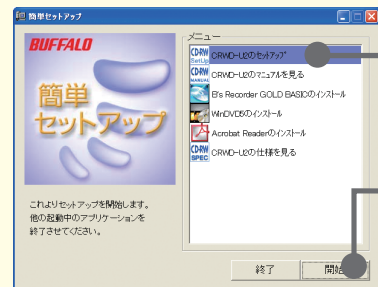 簡単セットアップ
BUFFALO
簡単
セットアップ
これよりセットアップを開始します。
他の起動中のアプリケーションを
終了させてください。
メニュー
CD-RW SetUp CRWD-U2のセットアップ
CD-RW MANUAL CRWD-U2のマニュアルを見る
B's Recorder GOLD BASICのインストール
WinDVD5のインストール
Acrobat Readerのインストール
CD-RW SPEC CRWD-U2の仕様を見る
終了
開始